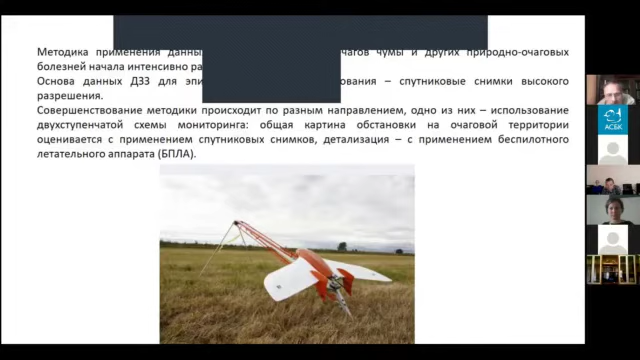 Методика применения данны чагов чумы и других природно-очаговых
болезней начала интенсивно ра
Основа данных ДЗЗ для эпи ования – спутниковые снимки высокого
разрешения.
Совершенствование методики происходит по разным направлением, одно из них – использование
двухступенчатой схемы мониторинга: общая картина обстановки на очаговой территории
оценивается с применением спутниковых снимков, детализация – с применением беспилотного
летательного аппарата (БПЛА).
АСБК